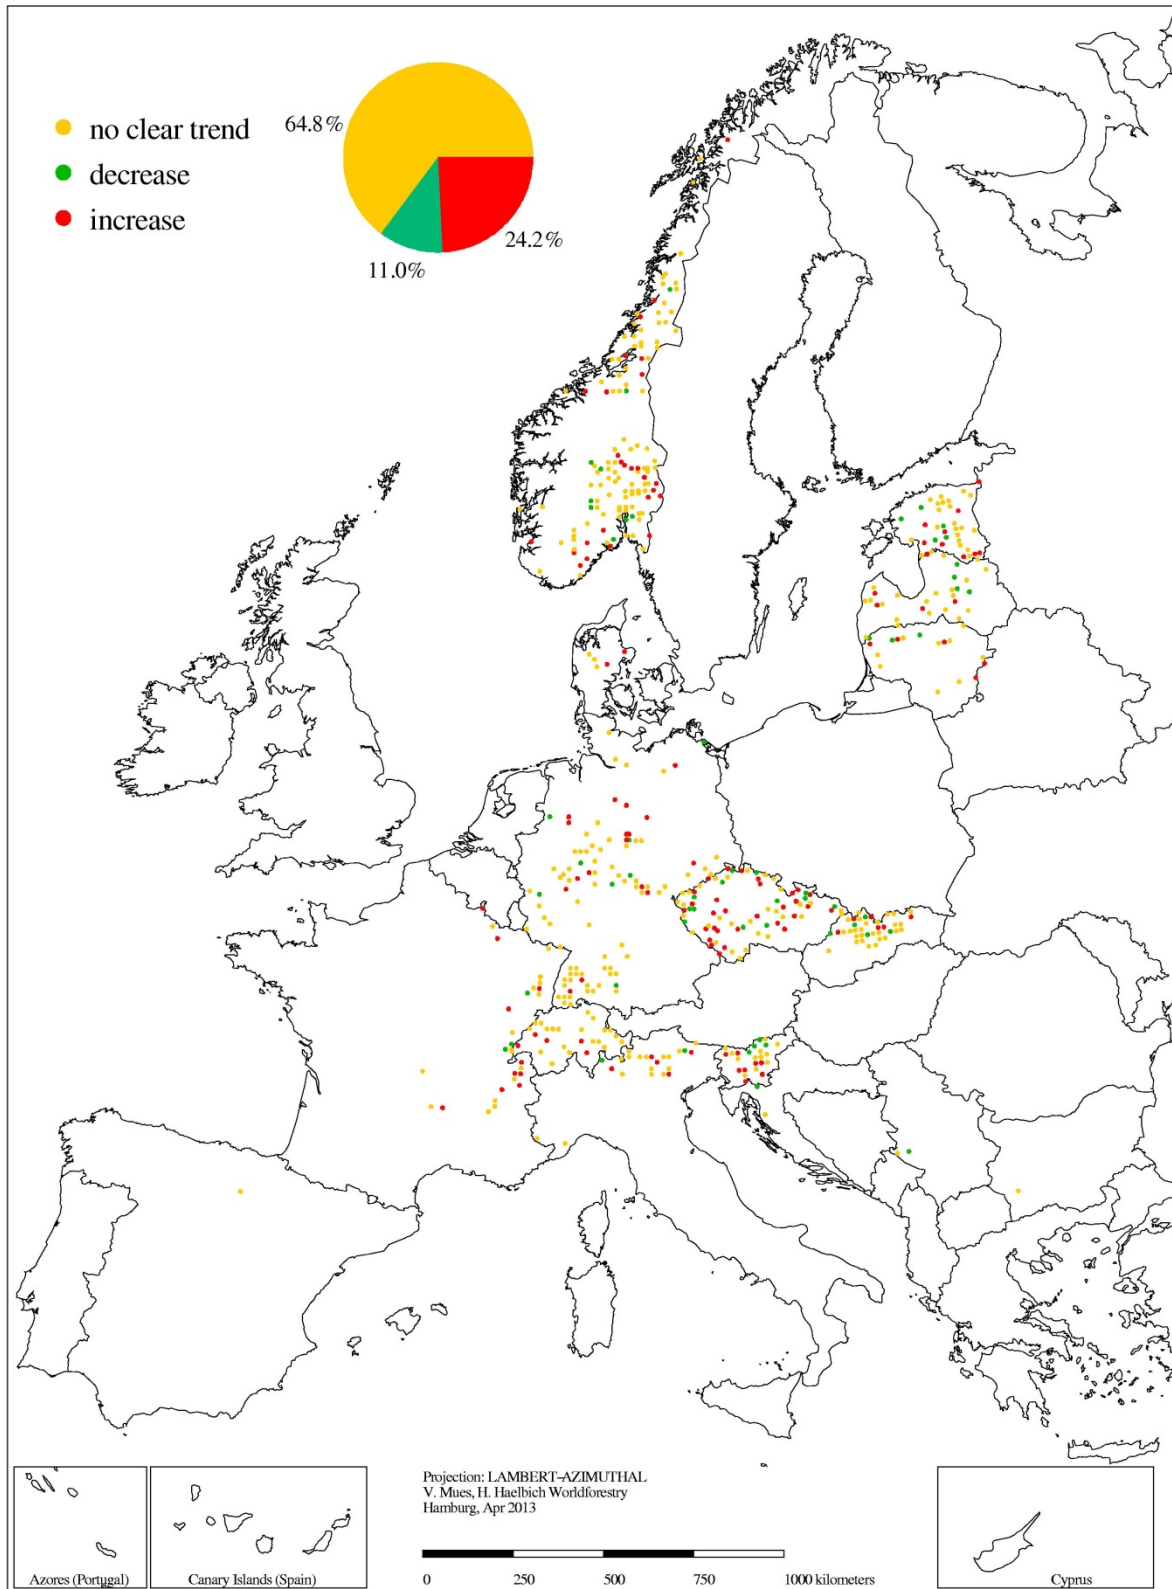 64.8%
no clear trend
decrease
increase
24.2%
11.0%
Projection: LAMBERT-AZIMUTHAL
V. Mues, H. Haelbich Worldforestry
Hamburg, Apr 2013
0 250 500 750 1000 kilometers
Azores (Portugal)
Canary Islands (Spain)
Cyprus